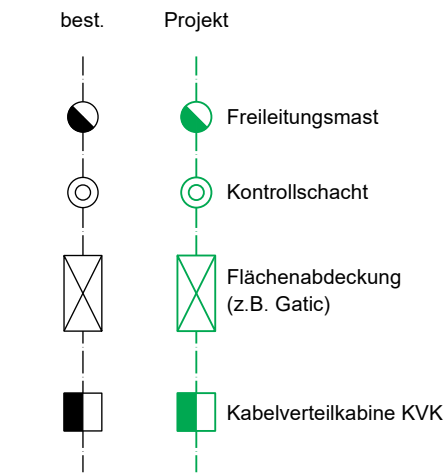 best. Projekt
Freileitungsmast
Kontrollschacht
Flächenabdeckung
(z.B. Gatic)
Kabelverteilkabine KVK